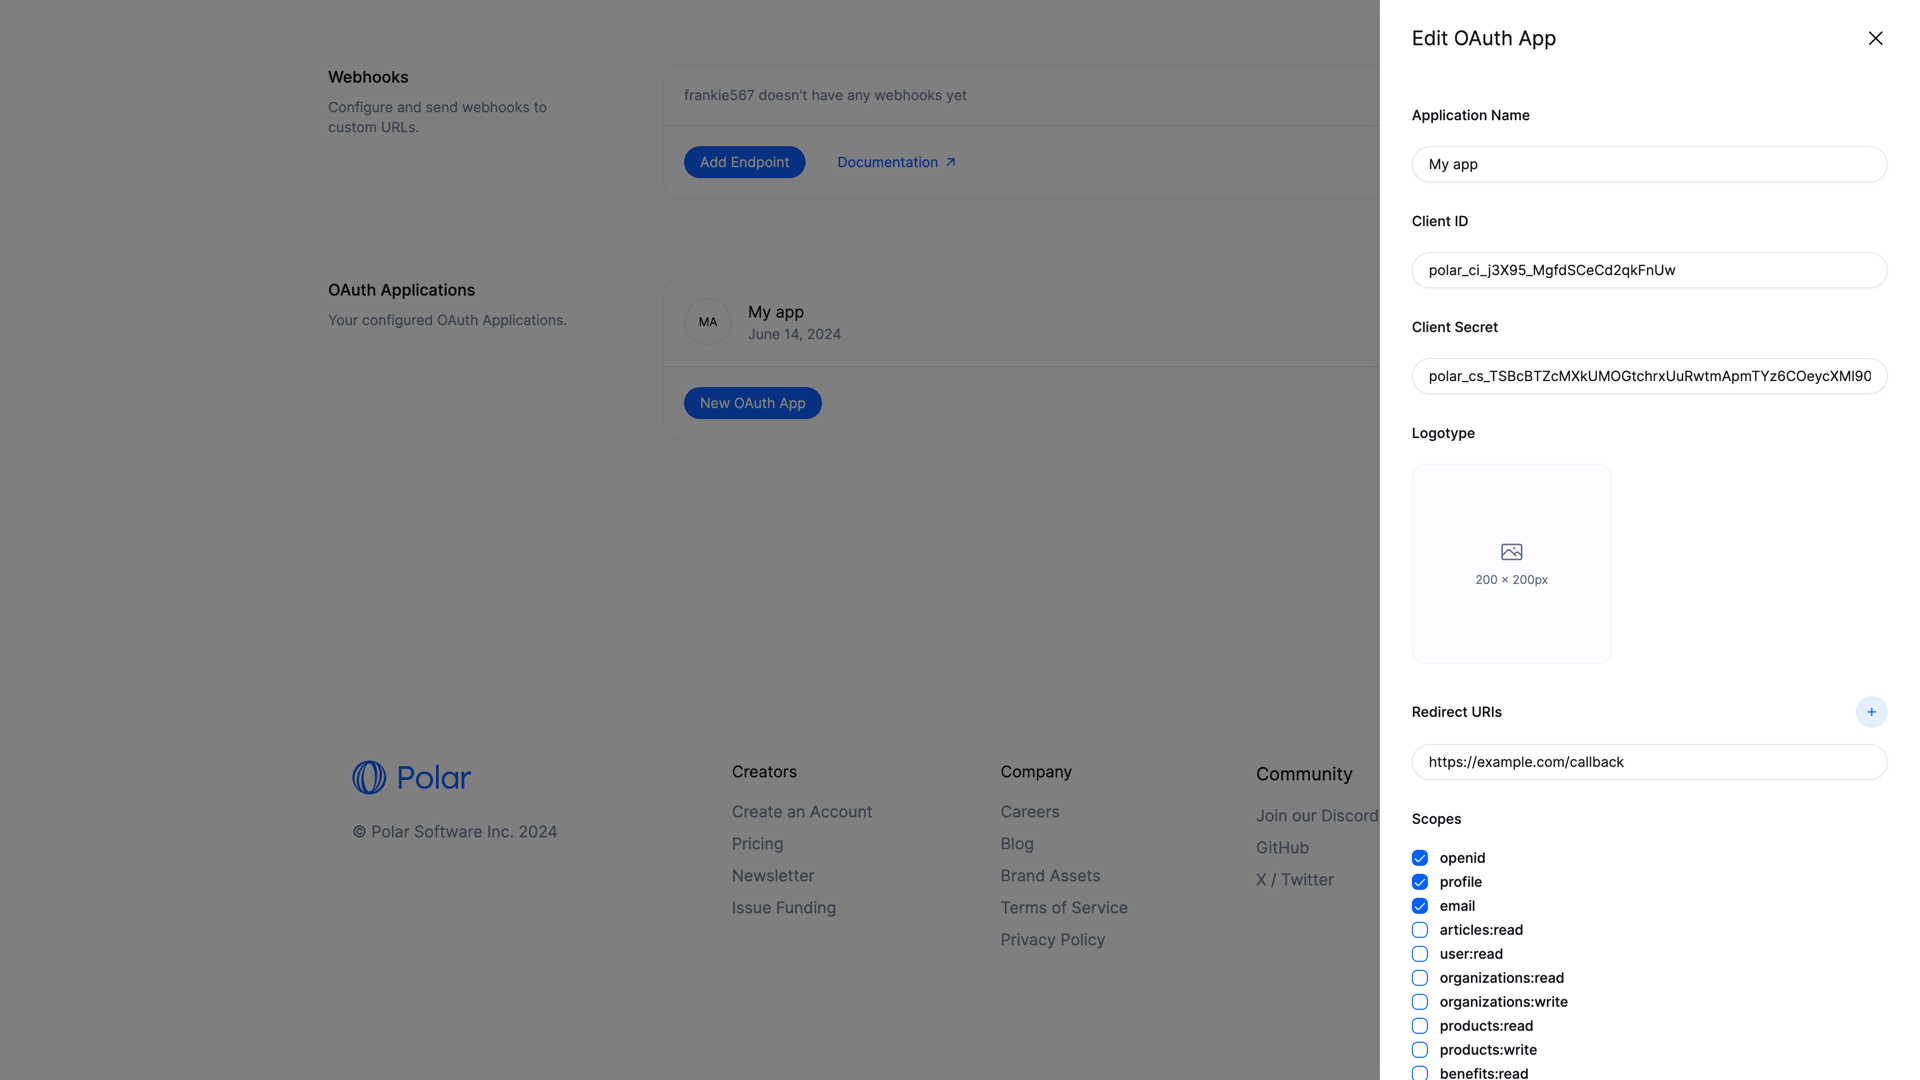 Webhooks
Configure and send webhooks to
custom URLs.
frankie567 doesn't have any webhooks yet
Add Endpoint
Documentation
OAuth Applications
Your configured OAuth Applications.
MA
My app
June 14, 2024
New OAuth App
Polar
© Polar Software Inc. 2024
Creators
Create an Account
Pricing
Newsletter
Issue Funding
Company
Careers
Blog
Brand Assets
Terms of Service
Privacy Policy
Community
Join our Discord
GitHub
X / Twitter
Edit OAuth App
Application Name
My app
Client ID
polar_ci_j3X95_MgfdSCeCd2qkFnUw
Client Secret
polar_cs_TSBcBTZcMXkUMOGtchrxUuRwtmApmTYz6COeycXMI90
Logotype
200 × 200px
Redirect URIs
https://example.com/callback
Scopes
openid
profile
email
articles:read
user:read
organizations:read
organizations:write
products:read
products:write
benefits:read